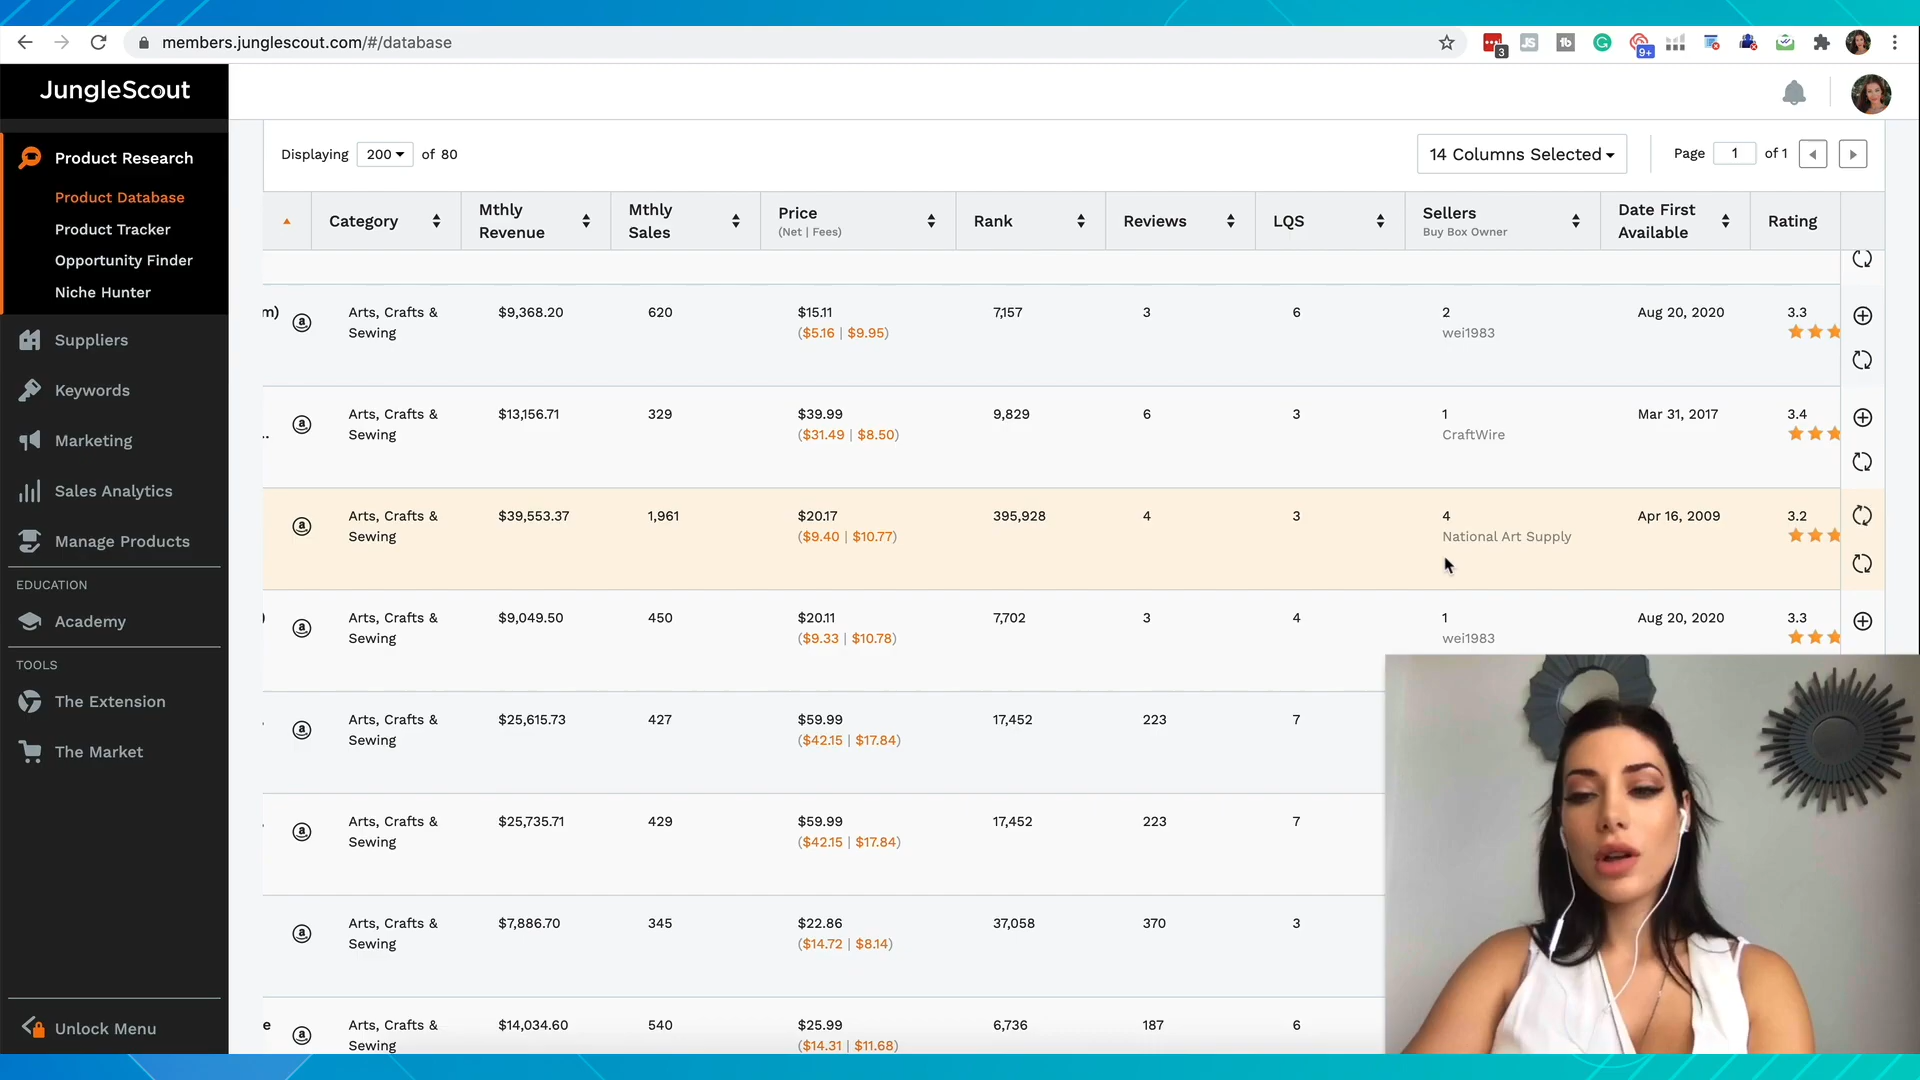 members.junglescout.com/#/database
3
9+
JungleScout
Product Research
Product Database
Product Tracker
Opportunity Finder
Niche Hunter
Suppliers
Keywords
Marketing
Sales Analytics
Manage Products
EDUCATION
Academy
TOOLS
The Extension
The Market
Unlock Menu
Displaying 200 of 80
14 Columns Selected
Page 1 of 1
Category Mthly Revenue Mthly Sales Price (Net | Fees) Rank Reviews LQS Sellers Buy Box Owner Date First Available Rating
m) Arts, Crafts & $9,368.20 620 $15.11 7,157 3 6 2 Aug 20, 2020 3.3
Sewing ($5.16 | $9.95) wei1983
.. Arts, Crafts & $13,156.71 329 $39.99 9,829 6 3 1 Mar 31, 2017 3.4
Sewing ($31.49 | $8.50) CraftWire
Arts, Crafts & $39,553.37 1,961 $20.17 395,928 4 3 4 Apr 16, 2009 3.2
Sewing ($9.40 | $10.77) National Art Supply
) Arts, Crafts & $9,049.50 450 $20.11 7,702 3 4 1 Aug 20, 2020 3.3
Sewing ($9.33 | $10.78) wei1983
Arts, Crafts & $25,615.73 427 $59.99 17,452 223 7
Sewing ($42.15 | $17.84)
Arts, Crafts & $25,735.71 429 $59.99 17,452 223 7
Sewing ($42.15 | $17.84)
Arts, Crafts & $7,886.70 345 $22.86 37,058 370 3
Sewing ($14.72 | $8.14)
e Arts, Crafts & $14,034.60 540 $25.99 6,736 187 6
Sewing ($14.31 | $11.68)